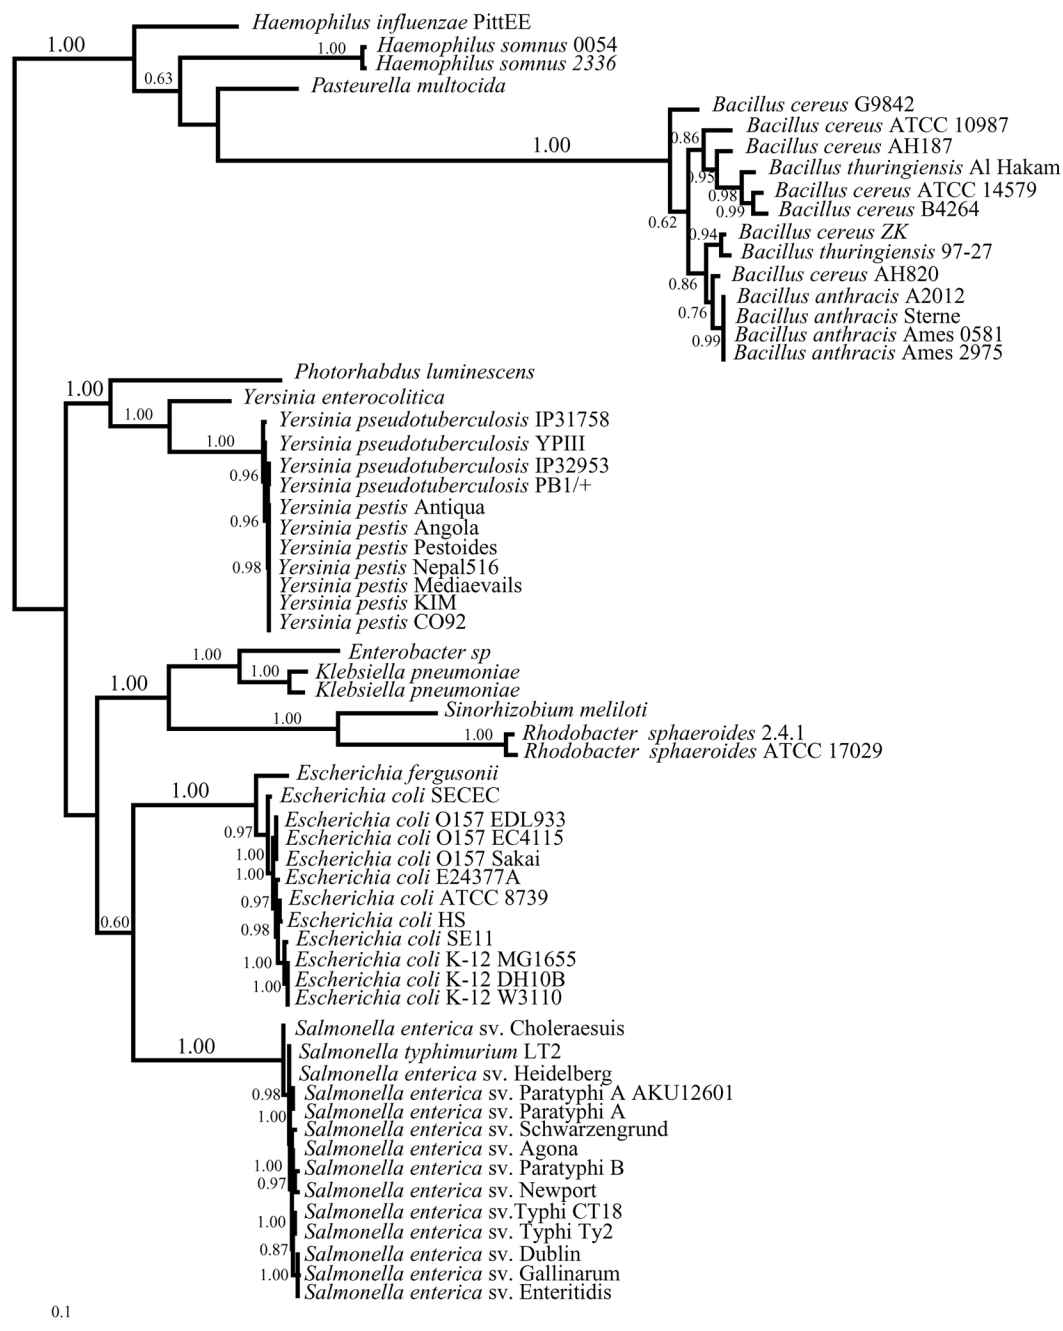 Haemophilus influenzae PittEE
1.00
Haemophilus somnus 0054
1.00
Haemophilus somnus 2336
0.63
Pasteurella multocida
Bacillus cereus G9842
Bacillus cereus ATCC 10987
0.86
Bacillus cereus AH187
1.00
Bacillus thuringiensis Al Hakam
0.95
Bacillus cereus ATCC 14579
0.98
Bacillus cereus B4264
0.99
0.62
Bacillus cereus ZK
0.94
Bacillus thuringiensis 97-27
Bacillus cereus AH820
0.86
Bacillus anthracis A2012
0.76
Bacillus anthracis Sterne
Bacillus anthracis Ames 0581
0.99
Bacillus anthracis Ames 2975
Photorhabdus luminescens
1.00
Yersinia enterocolitica
1.00
Yersinia pseudotuberculosis IP31758
1.00
Yersinia pseudotuberculosis YPIII
Yersinia pseudotuberculosis IP32953
0.96
Yersinia pseudotuberculosis PB1/+
Yersinia pestis Antiqua
0.96
Yersinia pestis Angola
Yersinia pestis Pestoides
0.98
Yersinia pestis Nepal516
Yersinia pestis Mediaevails
Yersinia pestis KIM
Yersinia pestis CO92
Enterobacter sp
1.00
Klebsiella pneumoniae
1.00
1.00
Klebsiella pneumoniae
Sinorhizobium meliloti
1.00
Rhodobacter sphaeroides 2.4.1
1.00
Rhodobacter sphaeroides ATCC 17029
Escherichia fergusonii
1.00
Escherichia coli SECEC
Escherichia coli O157 EDL933
0.97
Escherichia coli O157 EC4115
1.00
Escherichia coli O157 Sakai
1.00
Escherichia coli E24377A
0.97
Escherichia coli ATCC 8739
Escherichia coli HS
0.60
0.98
Escherichia coli SE11
1.00
Escherichia coli K-12 MG1655
Escherichia coli K-12 DH10B
1.00
Escherichia coli K-12 W3110
Salmonella enterica sv. Choleraesuis
1.00
Salmonella typhimurium LT2
Salmonella enterica sv. Heidelberg
0.98
Salmonella enterica sv. Paratyphi A AKU12601
1.00
Salmonella enterica sv. Paratyphi A
Salmonella enterica sv. Schwarzengrund
Salmonella enterica sv. Agona
1.00
Salmonella enterica sv. Paratyphi B
0.97
Salmonella enterica sv. Newport
Salmonella enterica sv.Typhi CT18
1.00
Salmonella enterica sv. Typhi Ty2
0.87
Salmonella enterica sv. Dublin
1.00
Salmonella enterica sv. Gallinarum
Salmonella enterica sv. Enteritidis
0.1